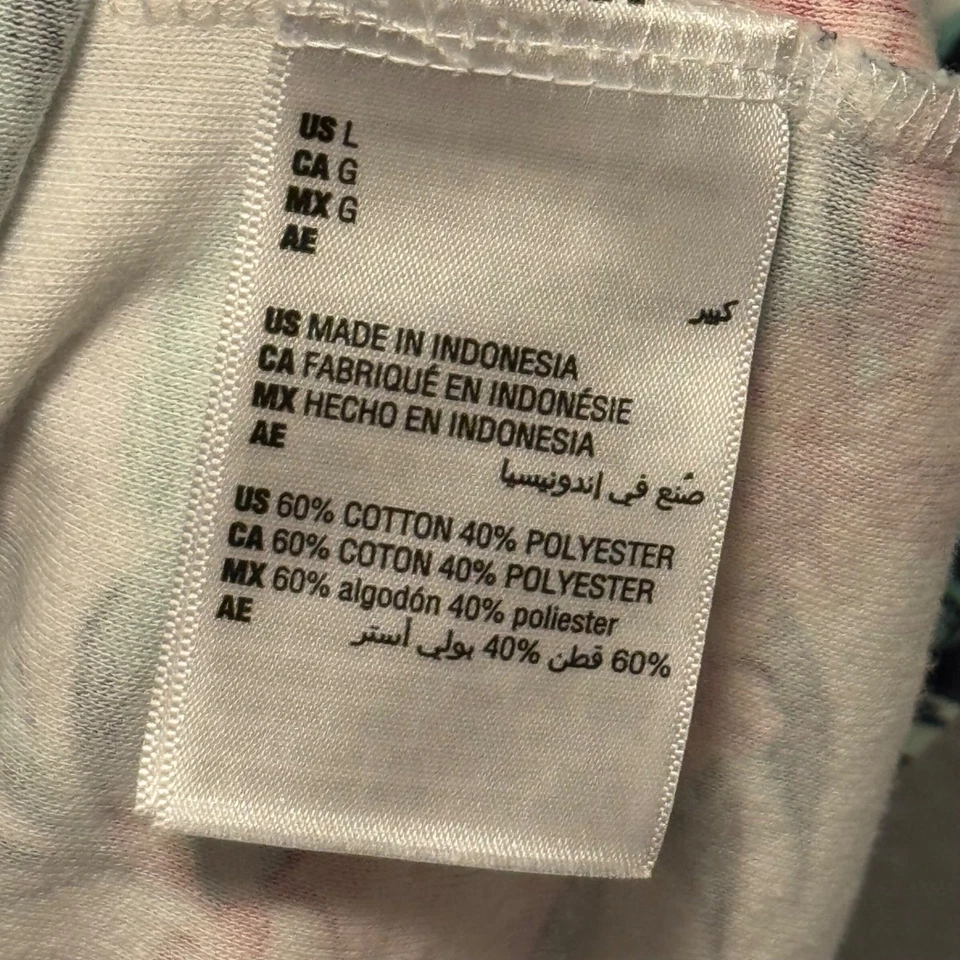 US L
CA G
MX G
AE
كبير
US MADE IN INDONESIA
CA FABRIQUÉ EN INDONÉSIE
MX HECHO EN INDONESIA
AE
صُنع في إندونيسيا
US 60% COTTON 40% POLYESTER
CA 60% COTON 40% POLYESTER
MX 60% algodón 40% poliester
AE
60% قطن 40% بولي أستر